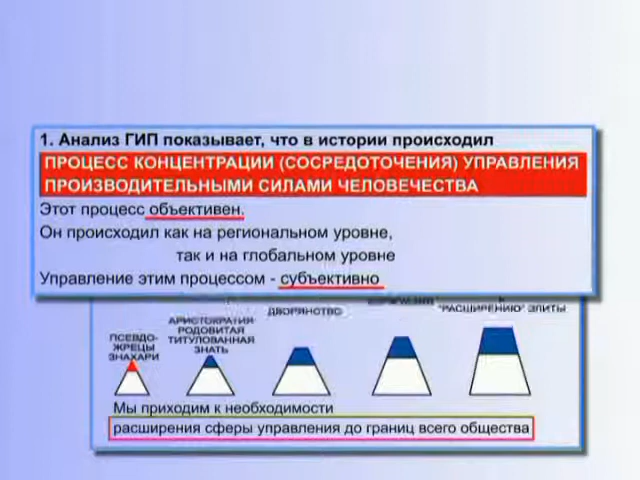 1. Анализ ГИП показывает, что в истории происходил
ПРОЦЕСС КОНЦЕНТРАЦИИ (СОСРЕДОТОЧЕНИЯ) УПРАВЛЕНИЯ
ПРОИЗВОДИТЕЛЬНЫМИ СИЛАМИ ЧЕЛОВЕЧЕСТВА
Этот процесс объективен.
Он происходил как на региональном уровне,
так и на глобальном уровне
Управление этим процессом - субъективно
ПСЕВДО-
ЖРЕЦЫ
ЗНАХАРИ
АРИСТОКРАТИЯ
РОДОВИТАЯ
ТИТУЛОВАННАЯ
ЗНАТЬ
ДВОРЯНСТВО
"РАСШИРЕНИЮ" ЭЛИТЫ
Мы приходим к необходимости
расширения сферы управления до границ всего общества